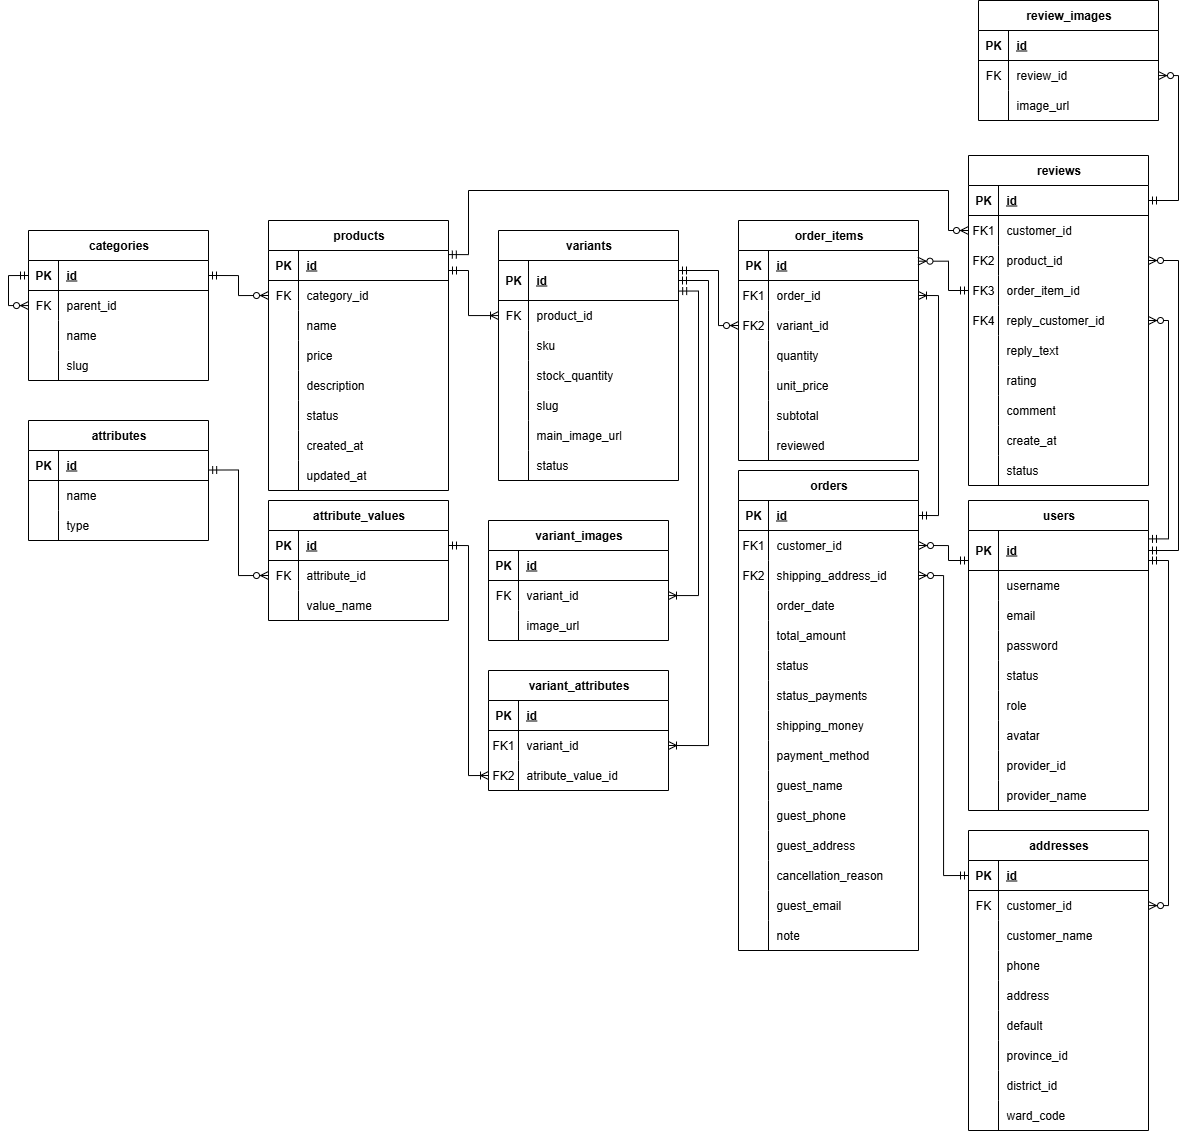 review_images
PK id
FK review_id
image_url
reviews
PK id
FK1 customer_id
FK2 product_id
FK3 order_item_id
FK4 reply_customer_id
reply_text
rating
comment
create_at
status
categories
PK id
FK parent_id
name
slug
products
PK id
FK category_id
name
price
description
status
created_at
updated_at
variants
PK id
FK product_id
sku
stock_quantity
slug
main_image_url
status
order_items
PK id
FK1 order_id
FK2 variant_id
quantity
unit_price
subtotal
reviewed
attributes
PK id
name
type
attribute_values
PK id
FK attribute_id
value_name
variant_images
PK id
FK variant_id
image_url
variant_attributes
PK id
FK1 variant_id
FK2 atribute_value_id
orders
PK id
FK1 customer_id
FK2 shipping_address_id
order_date
total_amount
status
status_payments
shipping_money
payment_method
guest_name
guest_phone
guest_address
cancellation_reason
guest_email
note
users
PK id
username
email
password
status
role
avatar
provider_id
provider_name
addresses
PK id
FK customer_id
customer_name
phone
address
default
province_id
district_id
ward_code